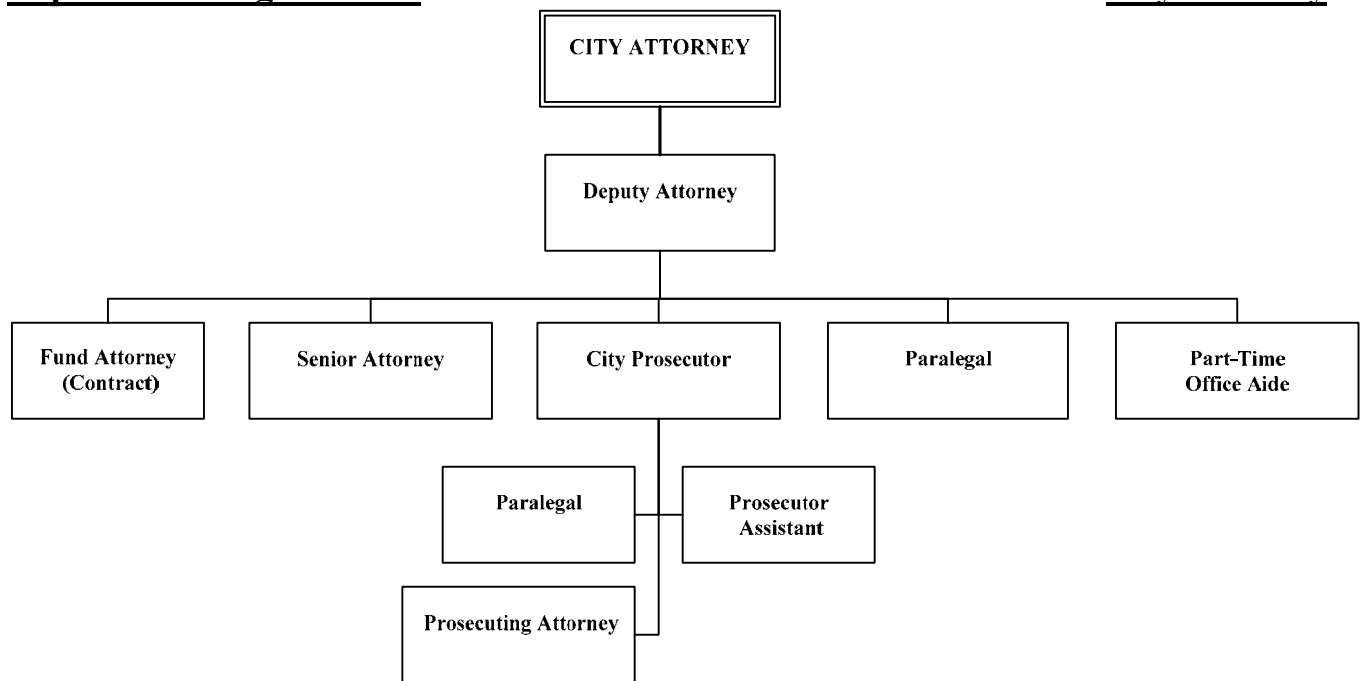 CITY ATTORNEY
Deputy Attorney
Fund Attorney
(Contract)
Senior Attorney
City Prosecutor
Paralegal
Part-Time
Office Aide
Paralegal
Prosecutor
Assistant
Prosecuting Attorney